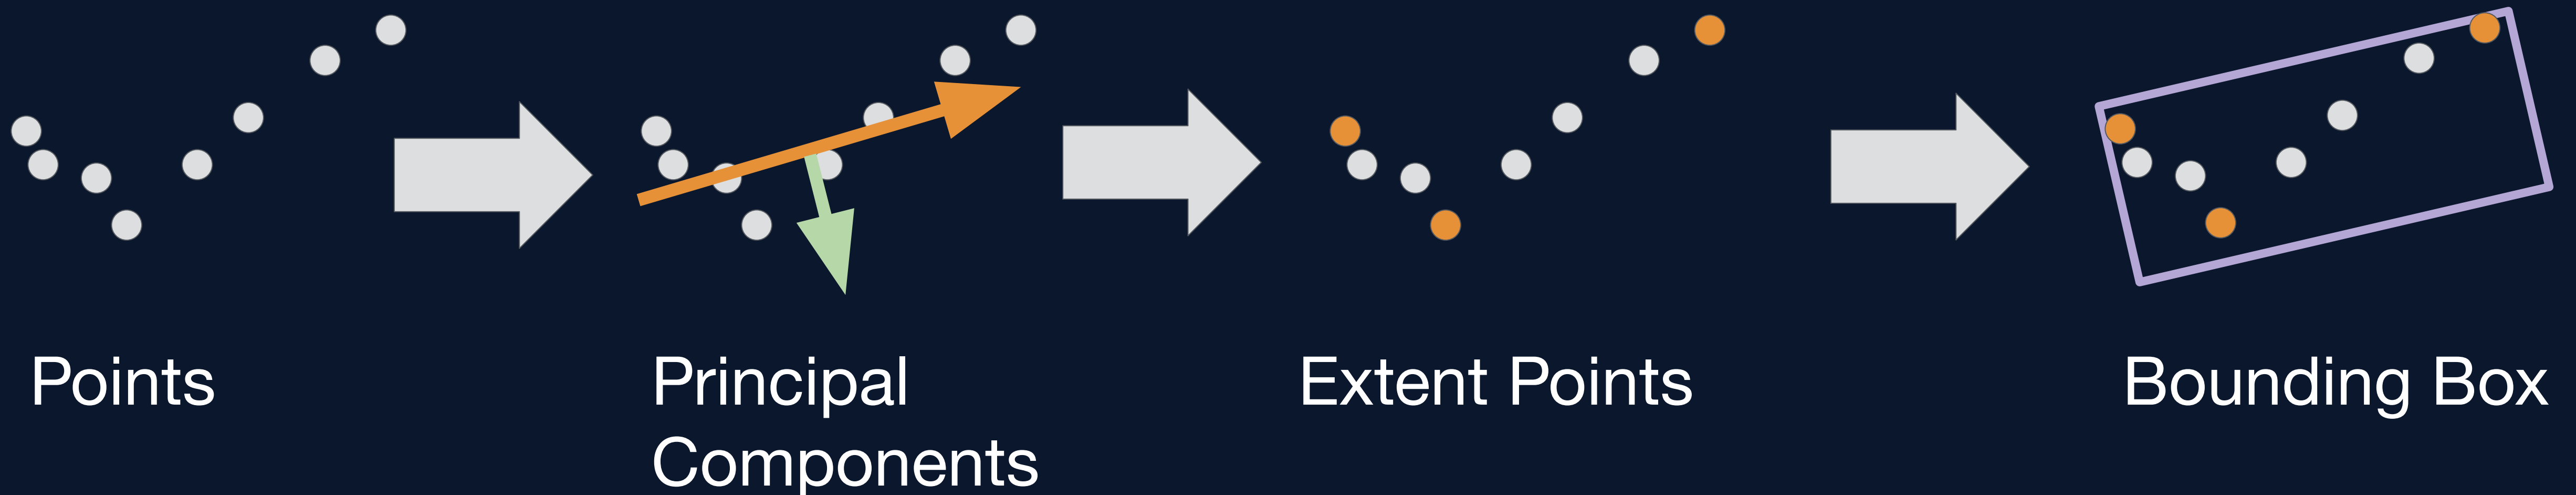 Points
Principal
Components
Extent Points
Bounding Box